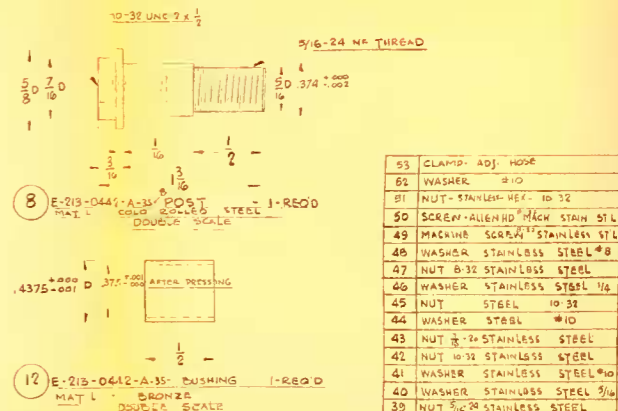 10-32 UNC 2 x 1/2
5/16-24 NF THREAD
5/8 D 7/16 D
5/16 D .374 +.000 -.002
1/16
1/2
3/16
1 3/16
8 E-213-0442-A-35 POST 1-REQ'D
MAT'L COLD ROLLED STEEL
DOUBLE SCALE
.4375 +.000 -.001 D .375 +.001 -.000 AFTER PRESSING
1/2
12 E-213-0442-A-35- BUSHING 1-REQ'D
MAT'L BRONZE
DOUBLE SCALE
53 CLAMP- ADJ. HOSE
52 WASHER #10
51 NUT- STAINLESS HEX- 10-32
50 SCREW-ALLEN HD MACH STAIN ST L
49 MACHINE SCREW STAINLESS ST L
48 WASHER STAINLESS STEEL #8
47 NUT 8-32 STAINLESS STEEL
46 WASHER STAINLESS STEEL 1/4
45 NUT STEEL 10-32
44 WASHER STEEL #10
43 NUT -20 STAINLESS STEEL
42 NUT 10-32 STAINLESS STEEL
41 WASHER STAINLESS STEEL #10
40 WASHER STAINLESS STEEL 5/16
39 NUT 5/16 24 STAINLESS STEEL